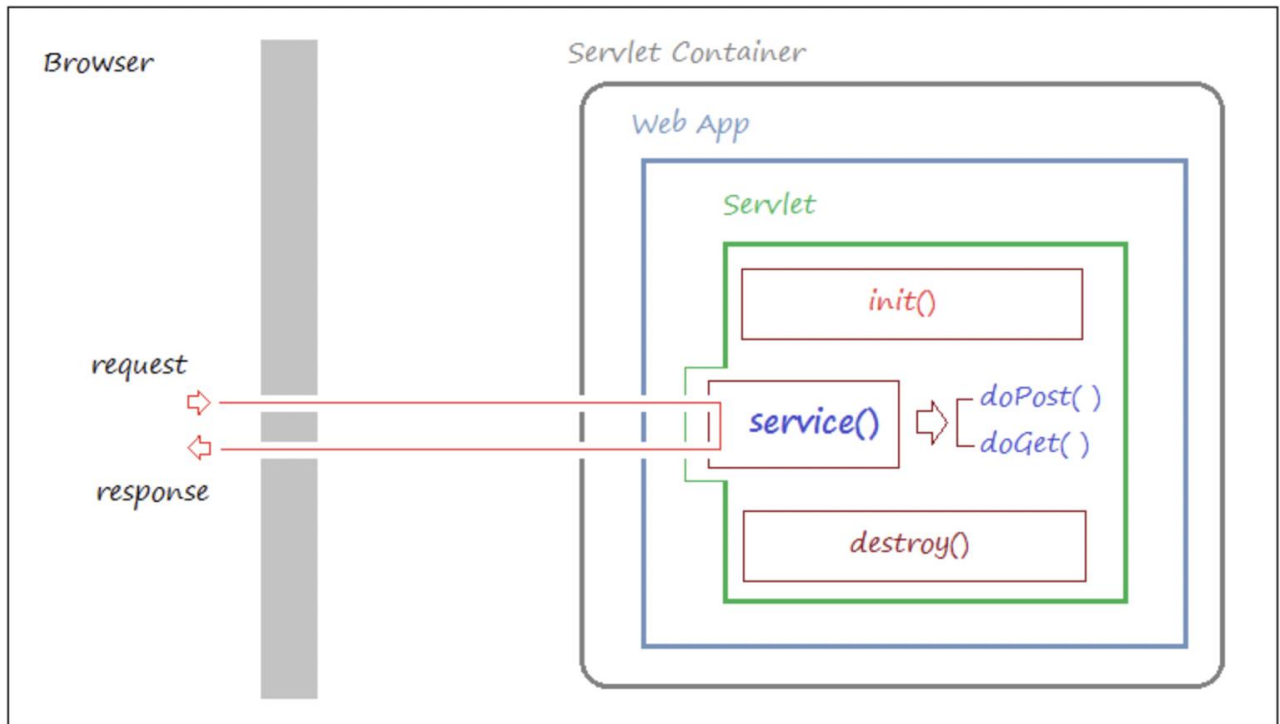 Browser
Servlet Container
Web App
Servlet
init()
request
service()
doPost( )
doGet( )
response
destroy()